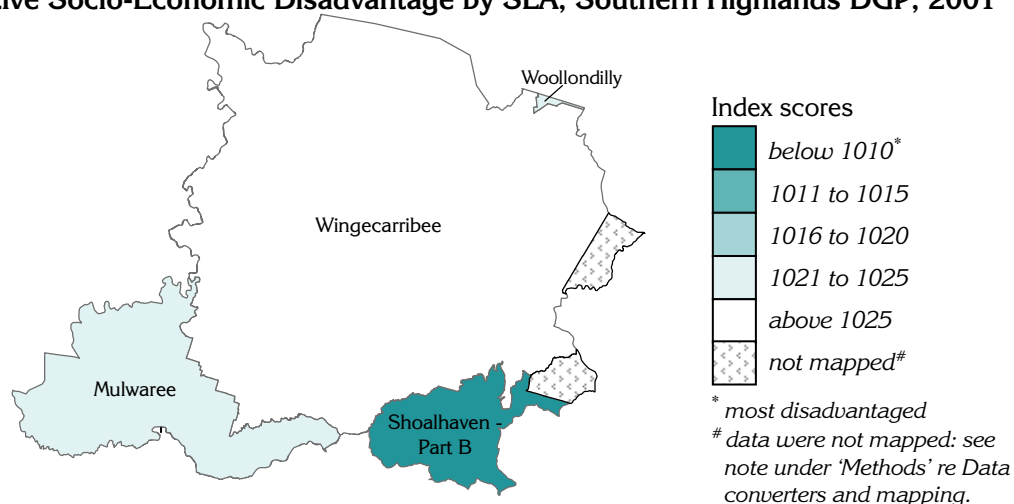 Socio-Economic Disadvantage by SLA, Southern Highlands DGP, 2001
Woollondilly
Wingecarribee
Mulwaree
Shoalhaven -
Part B
Index scores
below 1010*
1011 to 1015
1016 to 1020
1021 to 1025
above 1025
not mapped#
* most disadvantaged
# data were not mapped: see
note under ‘Methods’ re Data
converters and mapping.